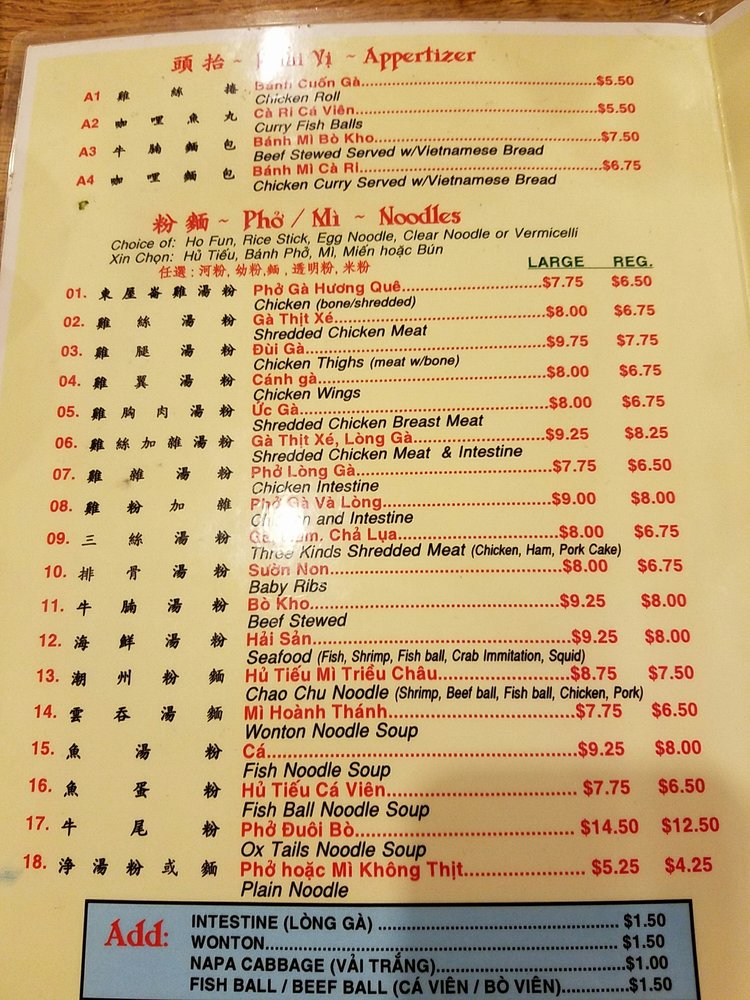 頭抬 ~ Vị ~ Appertizer
A1 雞絲捲 Bánh Cuốn Gà $5.50
Chicken Roll
A2 咖哩魚丸 Cà Ri Cá Viên $5.50
Curry Fish Balls
A3 牛腩麵包 Bánh Mì Bò Kho $7.50
Beef Stewed Served w/Vietnamese Bread
A4 咖哩麵包 Bánh Mì Cà Ri $6.75
Chicken Curry Served w/Vietnamese Bread
粉麵 ~ Phở / Mì ~ Noodles
Choice of: Ho Fun, Rice Stick, Egg Noodle, Clear Noodle or Vermicelli
Xin Chọn: Hủ Tiếu, Bánh Phở, Mì, Miến hoặc Bún
任選 : 河粉, 幼粉, 麵 , 透明粉, 米粉
LARGE REG.
01. 東屋崙雞湯粉 Phở Gà Hương Quê $7.75 $6.50
Chicken (bone/shredded)
02. 雞絲湯粉 Gà Thịt Xé $8.00 $6.75
Shredded Chicken Meat
03. 雞腿湯粉 Đùi Gà $9.75 $7.75
Chicken Thighs (meat w/bone)
04. 雞翼湯粉 Cánh gà $8.00 $6.75
Chicken Wings
05. 雞胸肉湯粉 Ức Gà $8.00 $6.75
Shredded Chicken Breast Meat
06. 雞絲加雜湯粉 Gà Thịt Xé, Lòng Gà $9.25 $8.25
Shredded Chicken Meat & Intestine
07. 雞雜湯粉 Phở Lòng Gà $7.75 $6.50
Chicken Intestine
08. 雞粉加雜 Phở Gà Và Lòng $9.00 $8.00
Chicken and Intestine
09. 三絲湯粉 Chả Lụa $8.00 $6.75
Three Kinds Shredded Meat (Chicken, Ham, Pork Cake)
10. 排骨湯粉 Sườn Non $8.00 $6.75
Baby Ribs
11. 牛腩湯粉 Bò Kho $9.25 $8.00
Beef Stewed
12. 海鮮湯粉 Hải Sản $9.25 $8.00
Seafood (Fish, Shrimp, Fish ball, Crab Immitation, Squid)
13. 潮州粉麵 Hủ Tiếu Mì Triều Châu $8.75 $7.50
Chao Chu Noodle (Shrimp, Beef ball, Fish ball, Chicken, Pork)
14. 雲吞湯麵 Mì Hoành Thánh $7.75 $6.50
Wonton Noodle Soup
15. 魚湯粉 Cá $9.25 $8.00
Fish Noodle Soup
16. 魚蛋粉 Hủ Tiếu Cá Viên $7.75 $6.50
Fish Ball Noodle Soup
17. 牛尾粉 Phở Đuôi Bò $14.50 $12.50
Ox Tails Noodle Soup
18. 净湯粉或麵 Phở hoặc Mì Không Thịt $5.25 $4.25
Plain Noodle
Add: INTESTINE (LÒNG GÀ) $1.50
WONTON $1.50
NAPA CABBAGE (VẢI TRẮNG) $1.00
FISH BALL / BEEF BALL (CÁ VIÊN / BÒ VIÊN) $1.50